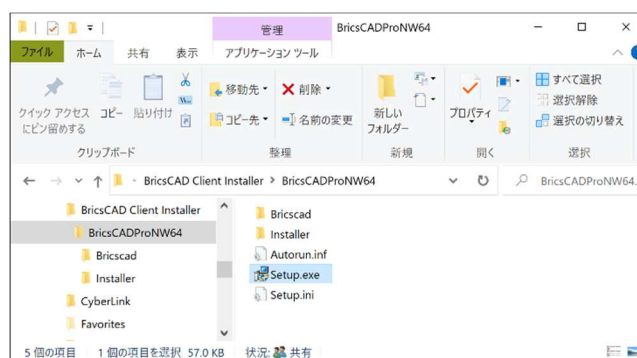 管理 BricsCADProNW64
ファイル ホーム 共有 表示 アプリケーション ツール
クイック アクセス
にピン留めする
コピー
貼り付け
移動先
コピー先
削除
名前の変更
新しい
フォルダー
プロパティ
すべて選択
選択解除
選択の切り替え
クリップボード 整理 新規 開く 選択
BricsCAD Client Installer > BricsCADProNW64
BricsCADProNW64
BricsCAD Client Installer
BricsCADProNW64
Bricscad
Installer
CyberLink
Favorites
Bricscad
Installer
Autorun.inf
Setup.exe
Setup.ini
5 個の項目 1 個の項目を選択 57.0 KB 状況: 共有